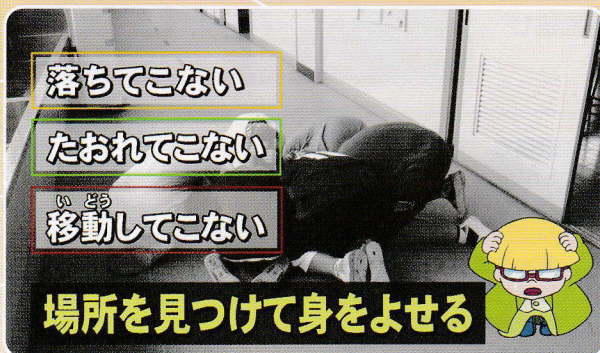 落ちてこない
たおれてこない
いどう
移動してこない
場所を見つけて身をよせる